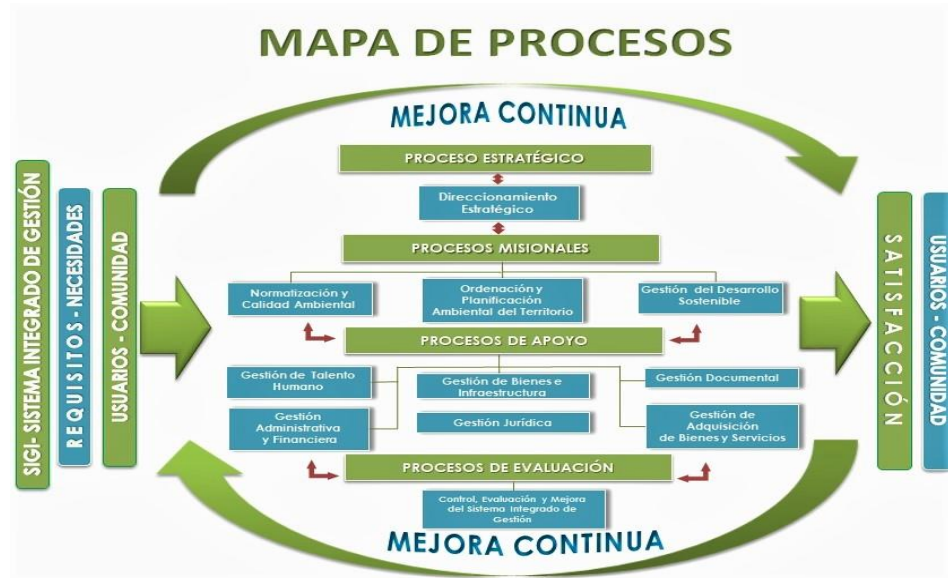 MAPA DE PROCESOS
MEJORA CONTINUA
SIGI- SISTEMA INTEGRADO DE GESTIÓN
REQUISITOS - NECESIDADES
USUARIOS - COMUNIDAD
PROCESO ESTRATÉGICO
Direccionamiento
Estratégico
PROCESOS MISIONALES
Normalización y
Calidad Ambiental
Ordenación y
Planificación
Ambiental del Territorio
Gestión del Desarrollo
Sostenible
PROCESOS DE APOYO
Gestión de Talento
Humano
Gestión de Bienes e
Infraestructura
Gestión Documental
Gestión
Administrativa
y Financiera
Gestión Jurídica
Gestión de
Adquisición
de Bienes y Servicios
PROCESOS DE EVALUACIÓN
Control, Evaluación y Mejora
del Sistema Integrado de
Gestión
MEJORA CONTINUA
SATISFACCIÓN
USUARIOS - COMUNIDAD